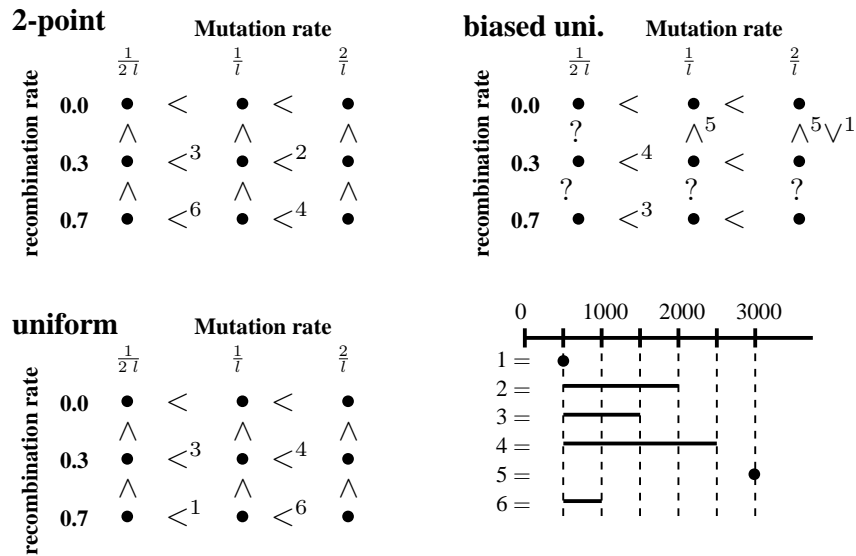 2-point
Mutation rate
recombination rate
1/(2 l) 1/l 2/l
0.0 ● < ● < ●
∧ ∧ ∧
0.3 ● <^3 ● <^2 ●
∧ ∧ ∧
0.7 ● <^6 ● <^4 ●
biased uni.
Mutation rate
recombination rate
1/(2 l) 1/l 2/l
0.0 ● < ● < ●
? ∧^5 ∧^5∨^1
0.3 ● <^4 ● < ●
? ? ?
0.7 ● <^3 ● < ●
uniform
Mutation rate
recombination rate
1/(2 l) 1/l 2/l
0.0 ● < ● < ●
∧ ∧ ∧
0.3 ● <^3 ● <^4 ●
∧ ∧ ∧
0.7 ● <^1 ● <^6 ●
0 1000 2000 3000
1 =
2 =
3 =
4 =
5 =
6 =